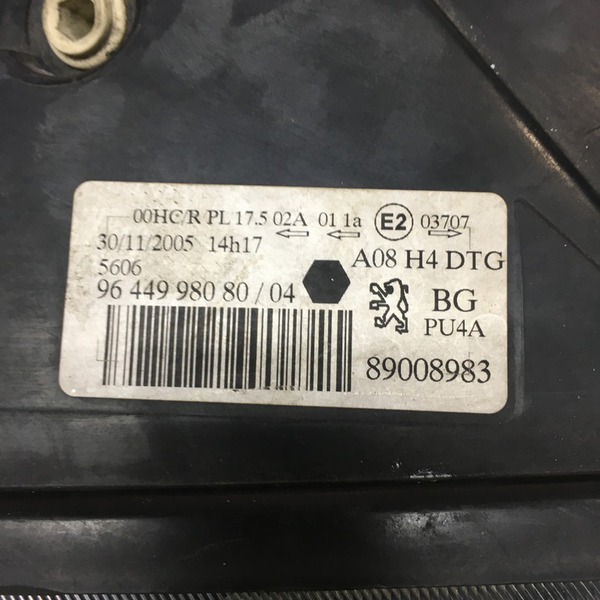 00HC/R PL 17.5 02A 01 1a E2 03707
30/11/2005 14h17
A08 H4 DTG
5606
96 449 980 80 / 04
BG
PU4A
89008983